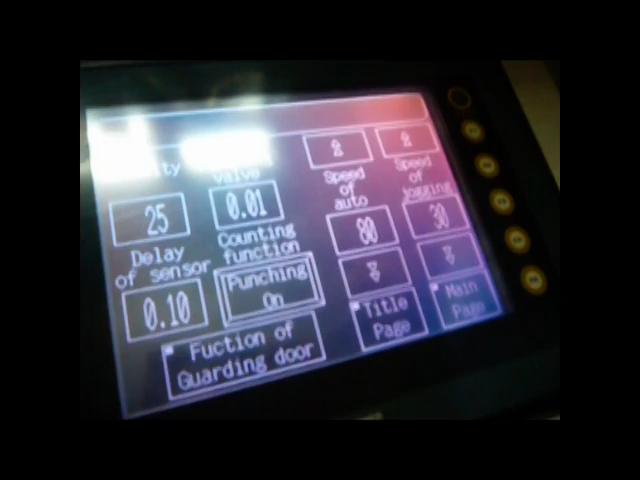 valve
Speed
of
auto
Speed
of
jogging
25
0.01
80
30
Delay
of sensor
Counting
function
0.10
Punching
On
Title
Page
Main
Page
Fuction of
Guarding door